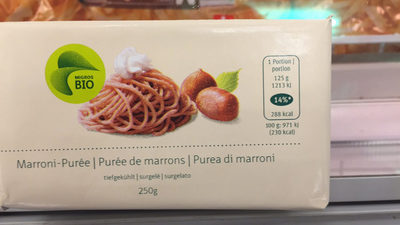 MIGROS
BIO
1 Portion |
portion
125 g
1213 kJ
14%*
288 kcal
100 g: 971 kJ
(230 kcal)
Marroni-Purée | Purée de marrons | Purea di marroni
tiefgekühlt | surgelé | surgelato
250g